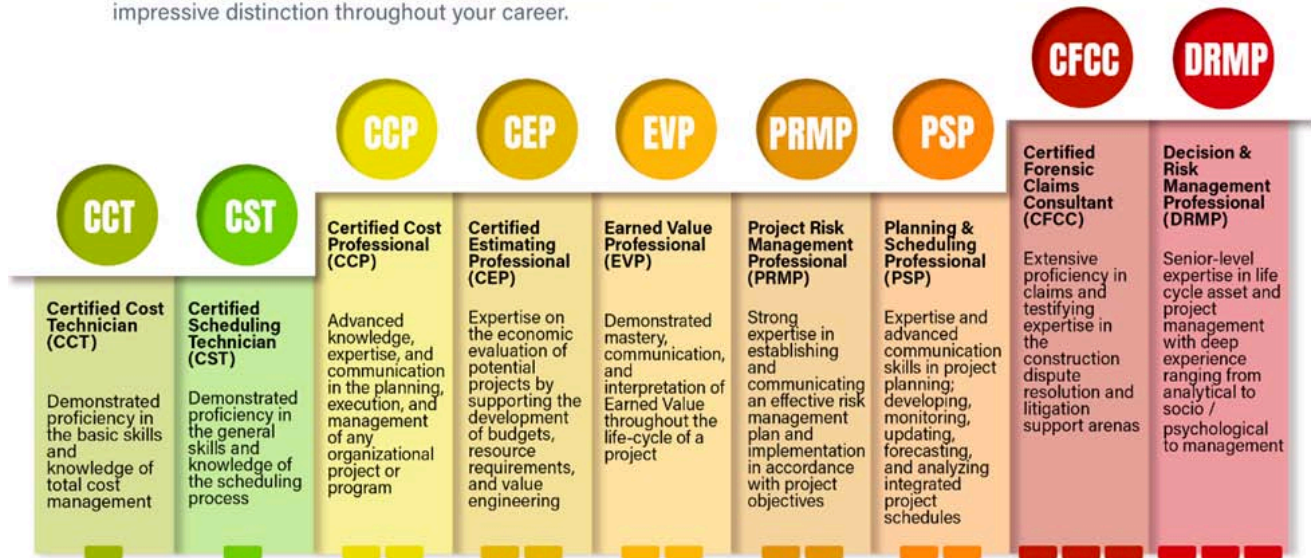 impressive distinction throughout your career.
CCT
Certified Cost
Technician
(CCT)
Demonstrated
proficiency in
the basic skills
and
knowledge of
total cost
management
CST
Certified
Scheduling
Technician
(CST)
Demonstrated
proficiency in
the general
skills and
knowledge of
the scheduling
process
CCP
Certified Cost
Professional
(CCP)
Advanced
knowledge,
expertise, and
communication
in the planning,
execution, and
management
of any
organizational
project or
program
CEP
Certified
Estimating
Professional
(CEP)
Expertise on
the economic
evaluation of
potential
projects by
supporting the
development
of budgets,
resource
requirements,
and value
engineering
EVP
Earned Value
Professional
(EVP)
Demonstrated
mastery,
communication,
and
interpretation of
Earned Value
throughout the
life-cycle of a
project
PRMP
Project Risk
Management
Professional
(PRMP)
Strong
expertise in
establishing
and
communicating
an effective risk
management
plan and
implementation
in accordance
with project
objectives
PSP
Planning &
Scheduling
Professional
(PSP)
Expertise and
advanced
communication
skills in project
planning;
developing,
monitoring,
updating,
forecasting,
and analyzing
integrated
project
schedules
CFCC
Certified
Forensic
Claims
Consultant
(CFCC)
Extensive
proficiency in
claims and
testifying
expertise in
the
construction
dispute
resolution and
litigation
support arenas
DRMP
Decision &
Risk
Management
Professional
(DRMP)
Senior-level
expertise in life
cycle asset and
project
management
with deep
experience
ranging from
analytical to
socio /
psychological
to management